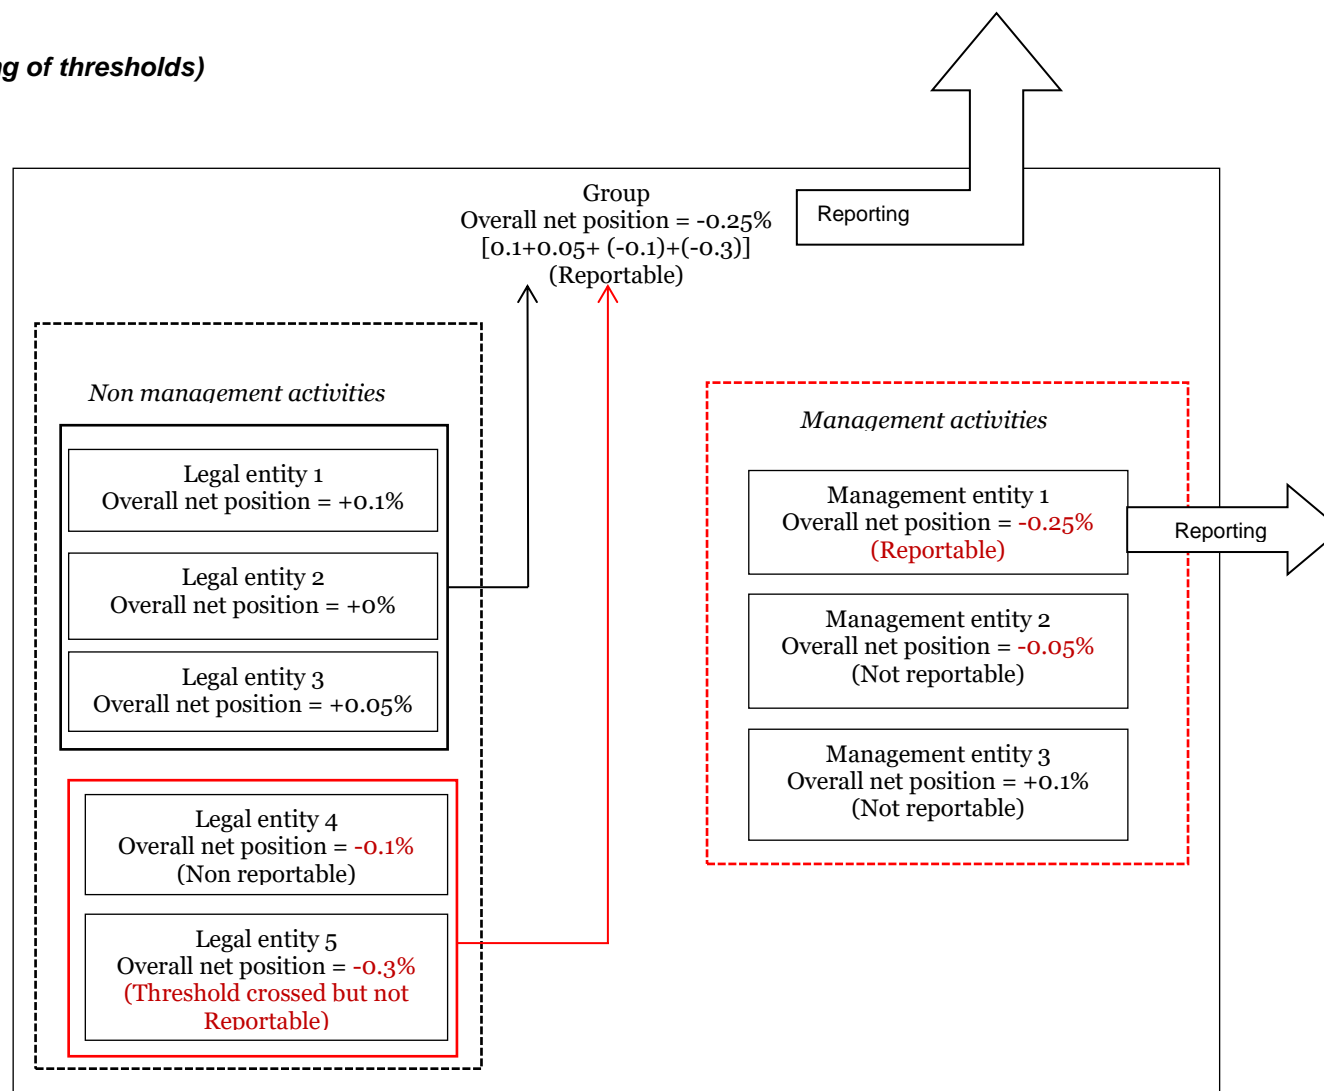 g of thresholds)
Group
Overall net position = -0.25%
[0.1+0.05+ (-0.1)+(-0.3)]
(Reportable)
Reporting
Non management activities
Legal entity 1
Overall net position = +0.1%
Legal entity 2
Overall net position = +0%
Legal entity 3
Overall net position = +0.05%
Legal entity 4
Overall net position = -0.1%
(Non reportable)
Legal entity 5
Overall net position = -0.3%
(Threshold crossed but not
Reportable)
Management activities
Management entity 1
Overall net position = -0.25%
(Reportable)
Reporting
Management entity 2
Overall net position = -0.05%
(Not reportable)
Management entity 3
Overall net position = +0.1%
(Not reportable)